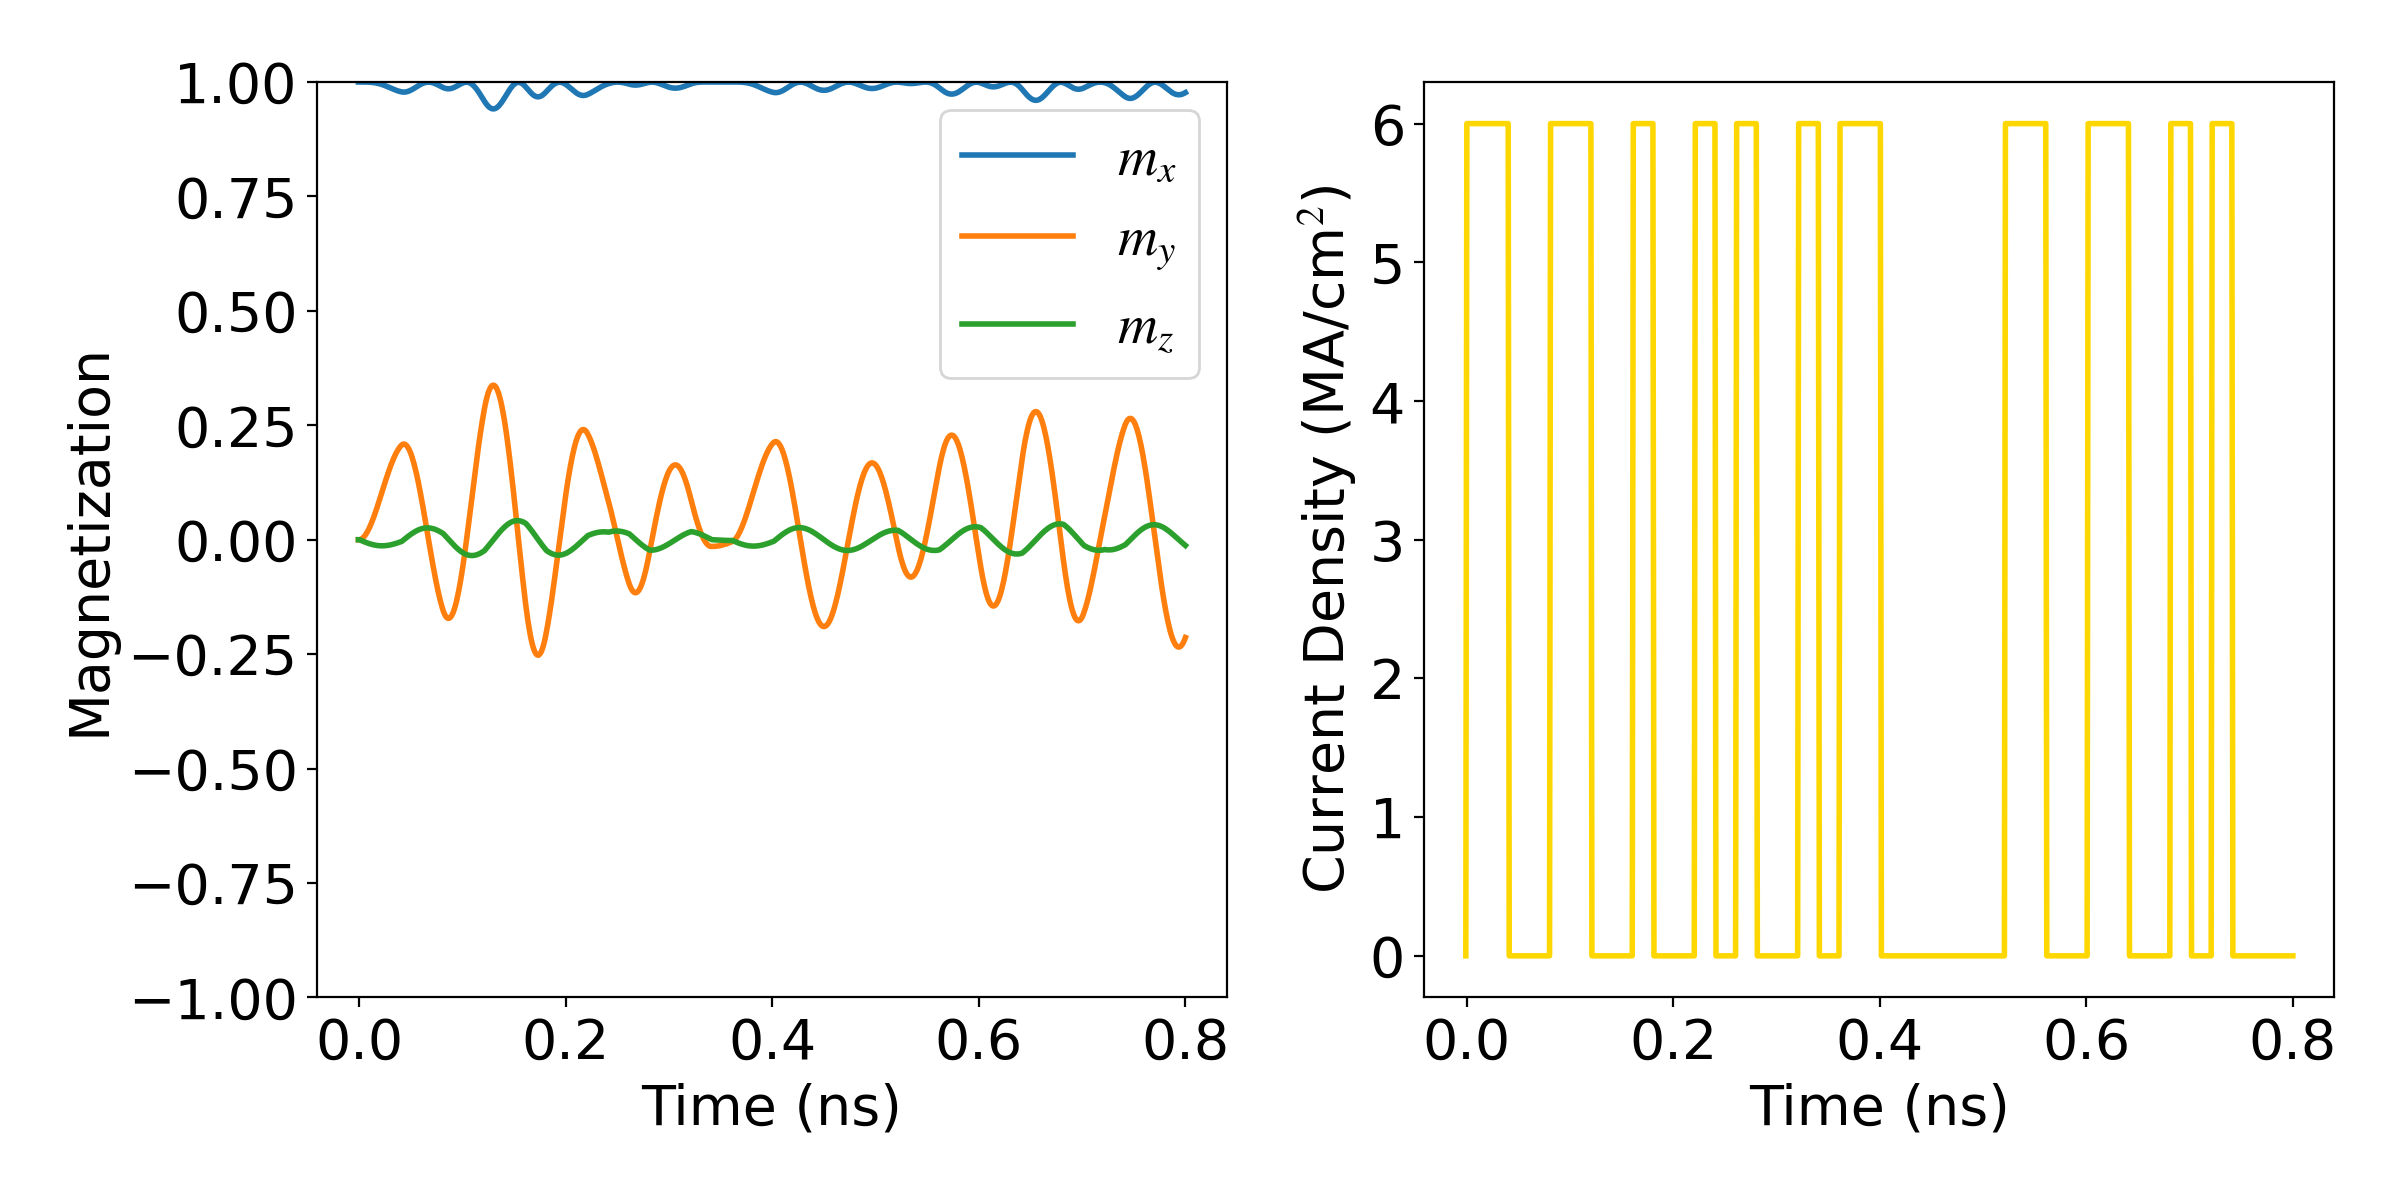 1.00
0.75
0.50
0.25
0.00
−0.25
−0.50
−0.75
−1.00
Magnetization
0.0 0.2 0.4 0.6 0.8
Time (ns)
m_x
m_y
m_z
6
5
4
3
2
1
0
Current Density (MA/cm²)
0.0 0.2 0.4 0.6 0.8
Time (ns)